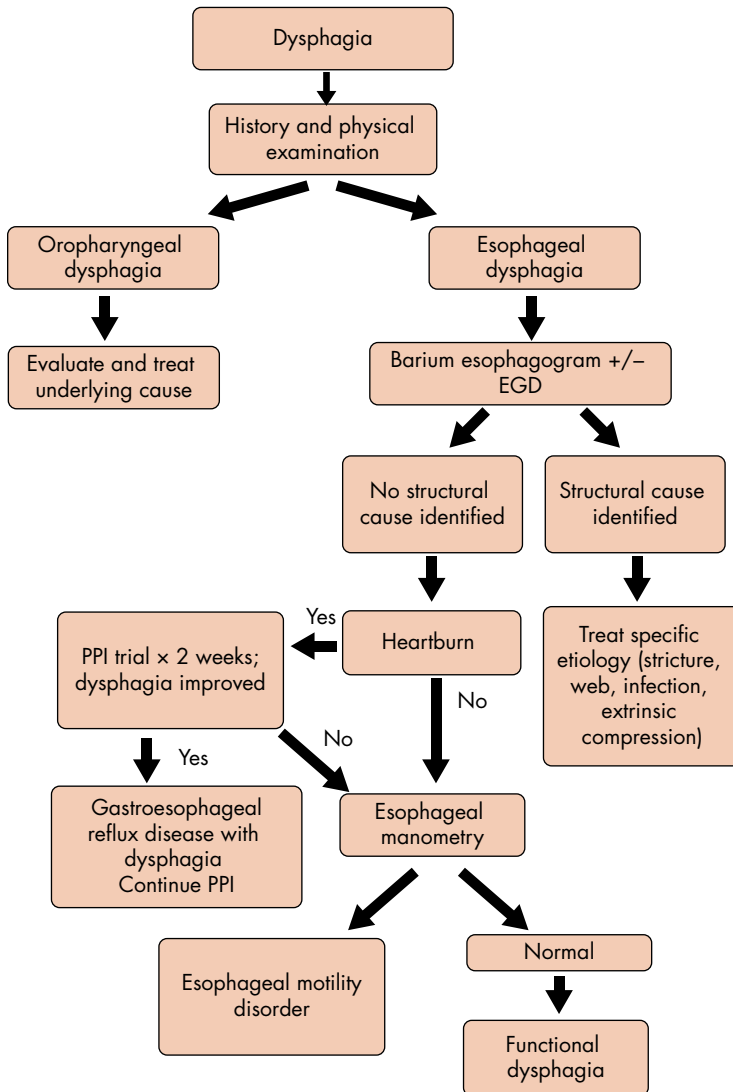 Dysphagia
History and physical
examination
Oropharyngeal
dysphagia
Esophageal
dysphagia
Evaluate and treat
underlying cause
Barium esophagogram +/–
EGD
No structural
cause identified
Structural cause
identified
Yes
Heartburn
PPI trial × 2 weeks;
dysphagia improved
Treat specific
etiology (stricture,
web, infection,
extrinsic
compression)
No
No
Yes
Gastroesophageal
reflux disease with
dysphagia
Continue PPI
Esophageal
manometry
Esophageal motility
disorder
Normal
Functional
dysphagia